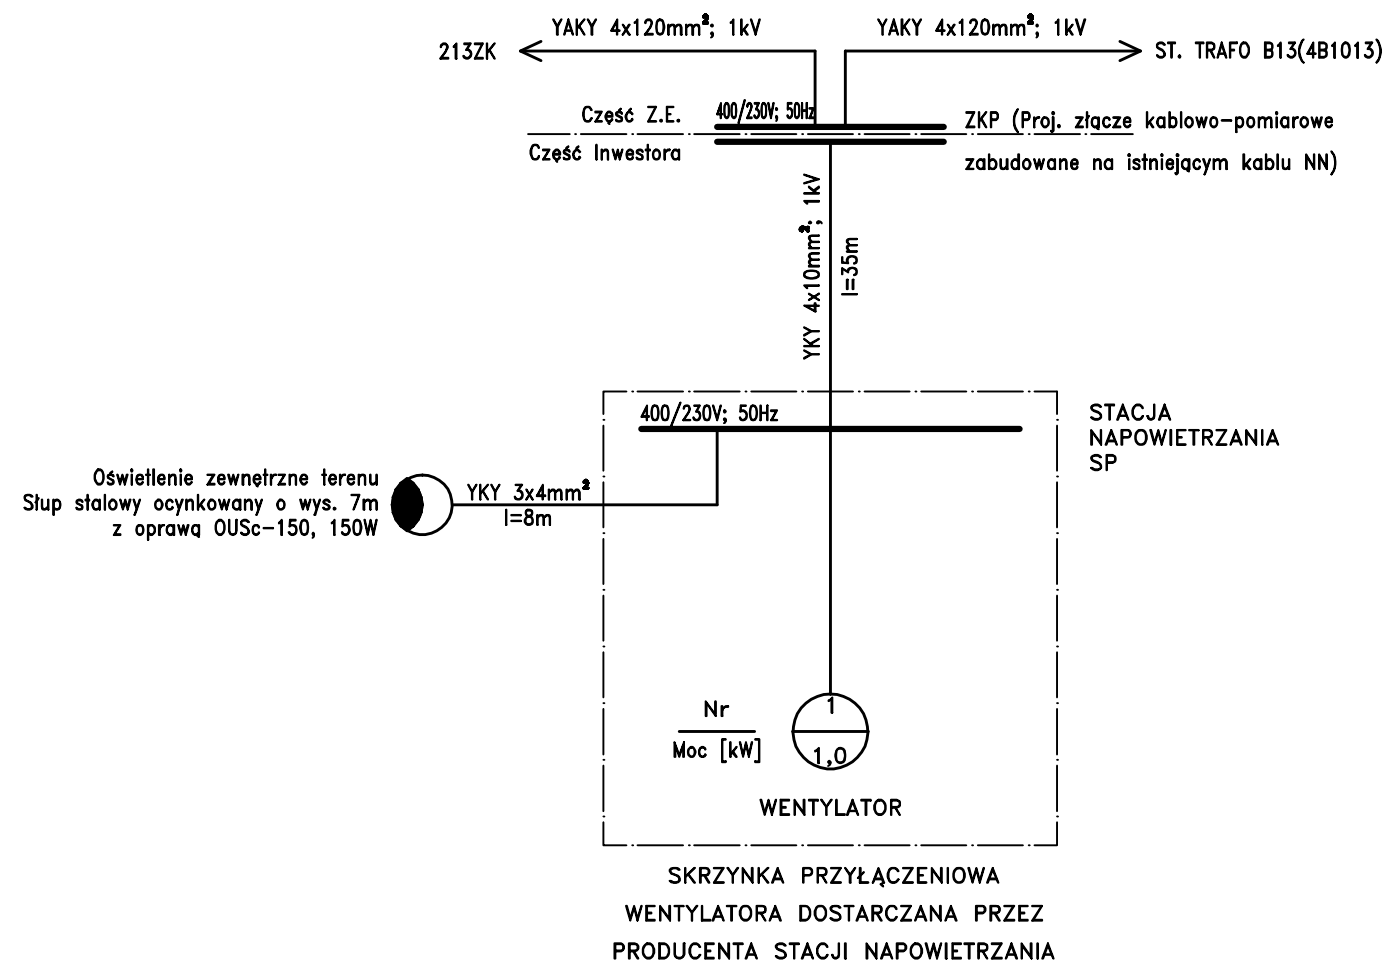 YAKY 4x120mm²; 1kV
YAKY 4x120mm²; 1kV
213ZK
ST. TRAFO B13(4B1013)
400/230V; 50Hz
Część Z.E.
Część Inwestora
ZKP (Proj. złącze kablowo-pomiarowe
zabudowane na istniejącym kablu NN)
YKY 4x10mm²; 1kV
l=35m
400/230V; 50Hz
STACJA
NAPOWIETRZANIA
SP
Oświetlenie zewnętrzne terenu
Słup stalowy ocynkowany o wys. 7m
z oprawą OUSc-150, 150W
YKY 3x4mm²
l=8m
Nr
Moc [kW]
1
1,0
WENTYLATOR
SKRZYNKA PRZYŁĄCZENIOWA
WENTYLATORA DOSTARCZANA PRZEZ
PRODUCENTA STACJI NAPOWIETRZANIA